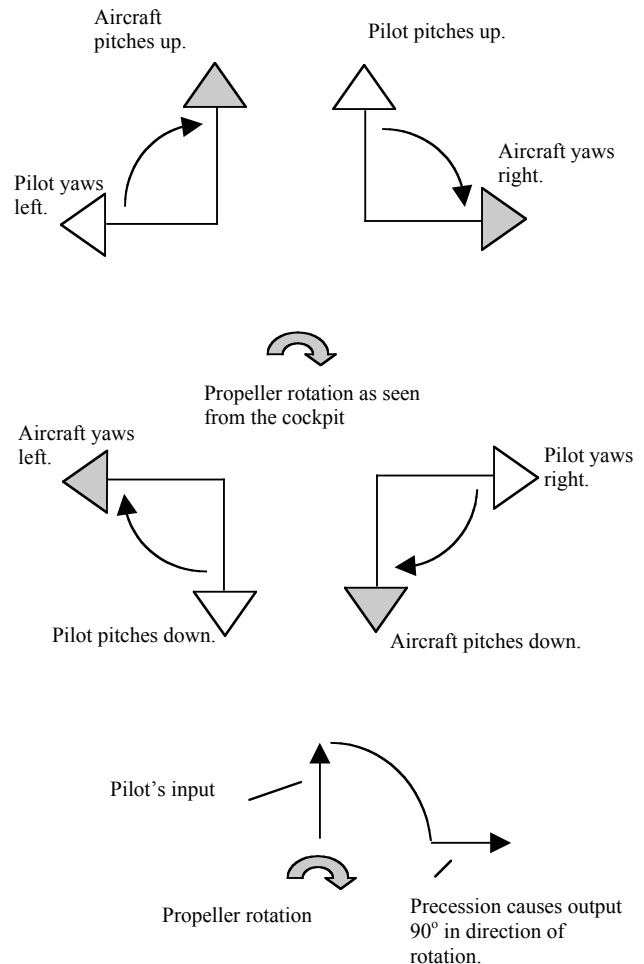 Aircraft
pitches up.
Pilot pitches up.
Pilot yaws
left.
Aircraft yaws
right.
Propeller rotation as seen
from the cockpit
Aircraft yaws
left.
Pilot yaws
right.
Pilot pitches down.
Aircraft pitches down.
Pilot’s input
Propeller rotation
Precession causes output
90° in direction of
rotation.